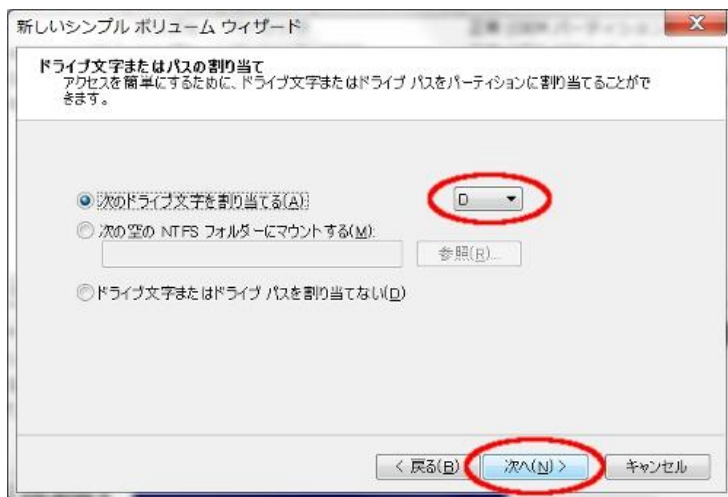 新しいシンプル ボリューム ウィザード
ドライブ文字またはパスの割り当て
アクセスを簡単にするために、ドライブ文字またはドライブ パスをパーティションに割り当てることがで
きます。
次のドライブ文字を割り当てる(A):
D
次の空の NTFS フォルダーにマウントする(M):
参照(R)...
ドライブ文字またはドライブ パスを割り当てない(D)
< 戻る(B)
次へ(N) >
キャンセル